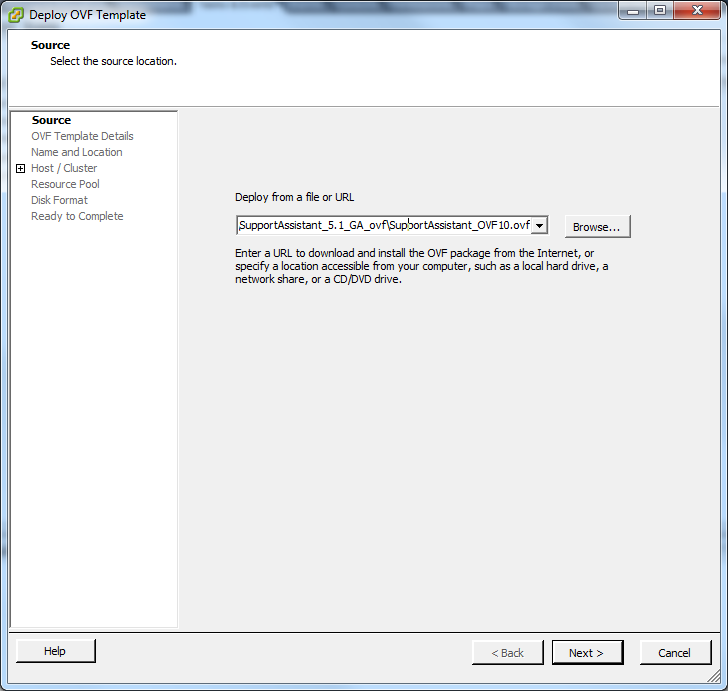 Deploy OVF Template
Source
Select the source location.
Source
OVF Template Details
Name and Location
Host / Cluster
Resource Pool
Disk Format
Ready to Complete
Deploy from a file or URL
SupportAssistant_5.1_GA_ovf\SupportAssistant_OVF10.ovf
Browse...
Enter a URL to download and install the OVF package from the Internet, or
specify a location accessible from your computer, such as a local hard drive, a
network share, or a CD/DVD drive.
Help
< Back
Next >
Cancel